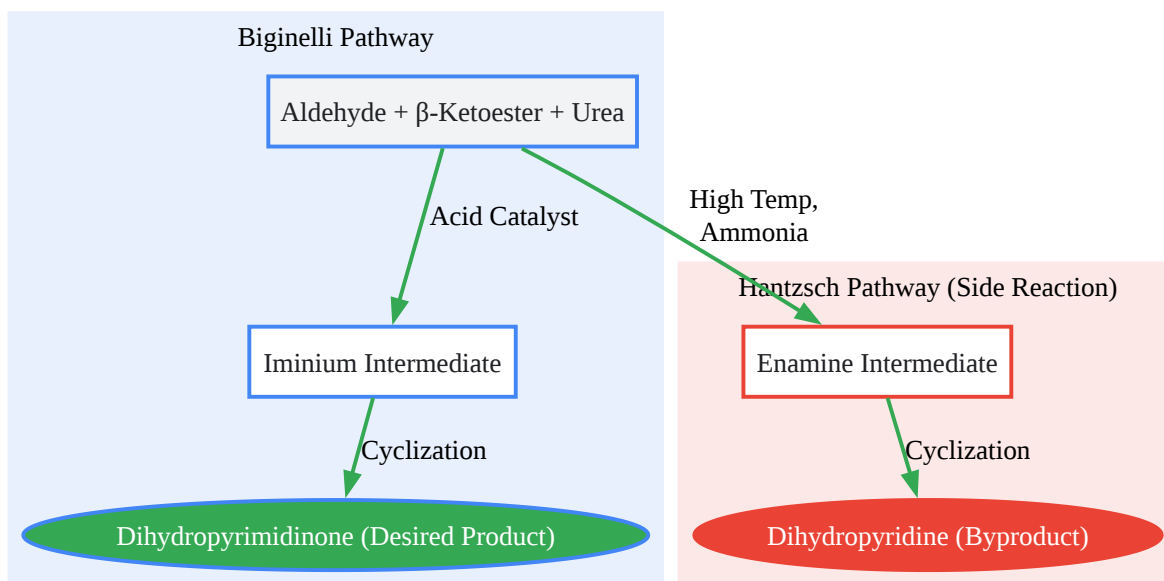 Biginelli Pathway
Aldehyde + β-Ketoester + Urea
Acid Catalyst
High Temp,
Ammonia
Hantzsch Pathway (Side Reaction)
Iminium Intermediate
Enamine Intermediate
Cyclization
Cyclization
Dihydropyrimidinone (Desired Product)
Dihydropyridine (Byproduct)